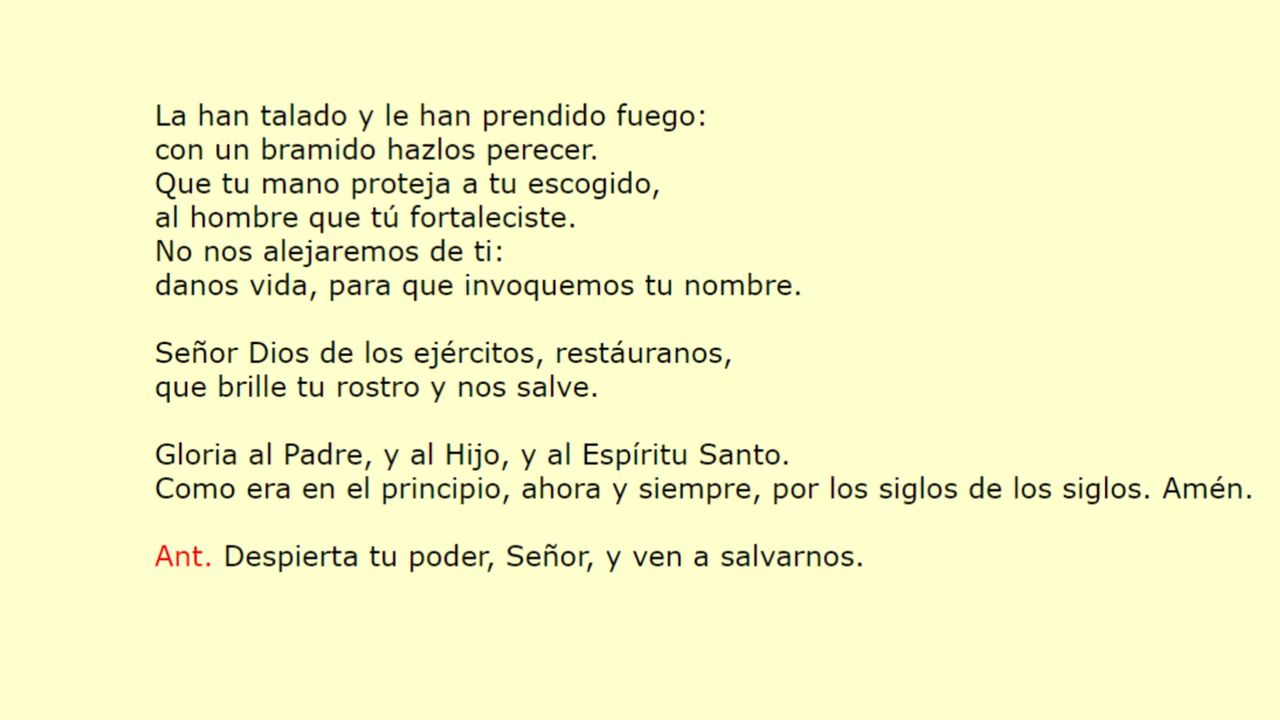 La han talado y le han prendido fuego:
con un bramido hazlos perecer.
Que tu mano proteja a tu escogido,
al hombre que tú fortaleciste.
No nos alejaremos de ti:
danos vida, para que invoquemos tu nombre.
Señor Dios de los ejércitos, restáuranos,
que brille tu rostro y nos salve.
Gloria al Padre, y al Hijo, y al Espíritu Santo.
Como era en el principio, ahora y siempre, por los siglos de los siglos. Amén.
Ant. Despierta tu poder, Señor, y ven a salvarnos.